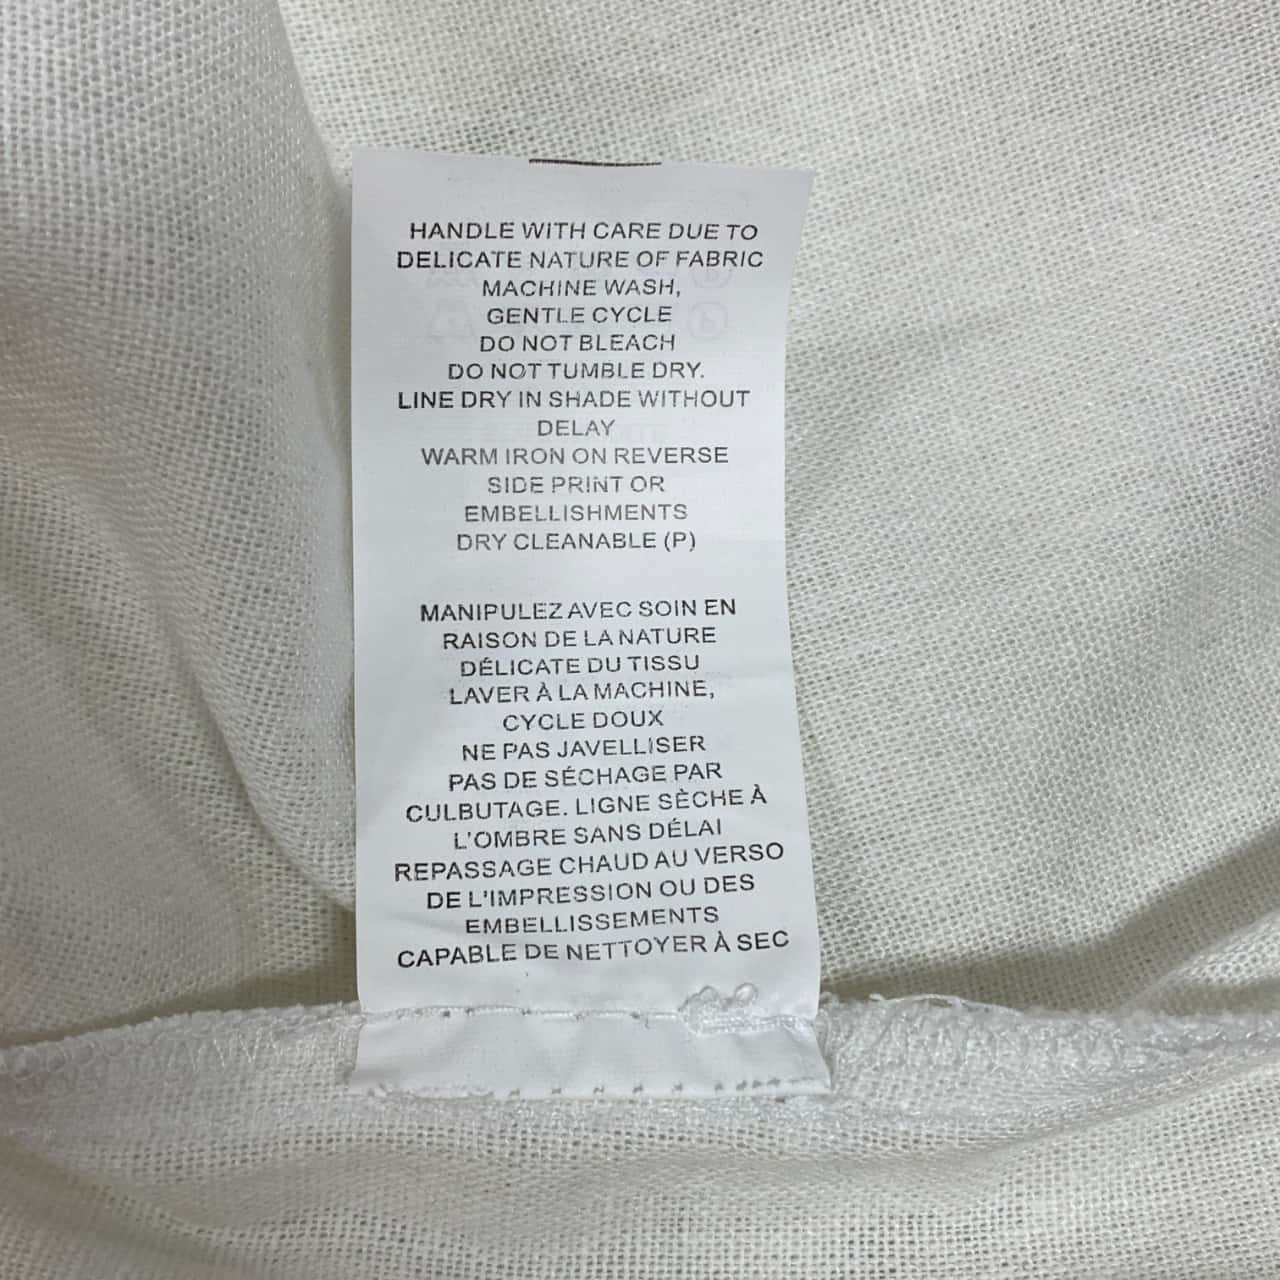 HANDLE WITH CARE DUE TO
DELICATE NATURE OF FABRIC
MACHINE WASH,
GENTLE CYCLE
DO NOT BLEACH
DO NOT TUMBLE DRY.
LINE DRY IN SHADE WITHOUT
DELAY
WARM IRON ON REVERSE
SIDE PRINT OR
EMBELLISHMENTS
DRY CLEANABLE (P)
MANIPULEZ AVEC SOIN EN
RAISON DE LA NATURE
DÉLICATE DU TISSU
LAVER À LA MACHINE,
CYCLE DOUX
NE PAS JAVELLISER
PAS DE SÉCHAGE PAR
CULBUTAGE. LIGNE SÈCHE À
L'OMBRE SANS DÉLAI
REPASSAGE CHAUD AU VERSO
DE L'IMPRESSION OU DES
EMBELLISSEMENTS
CAPABLE DE NETTOYER À SEC